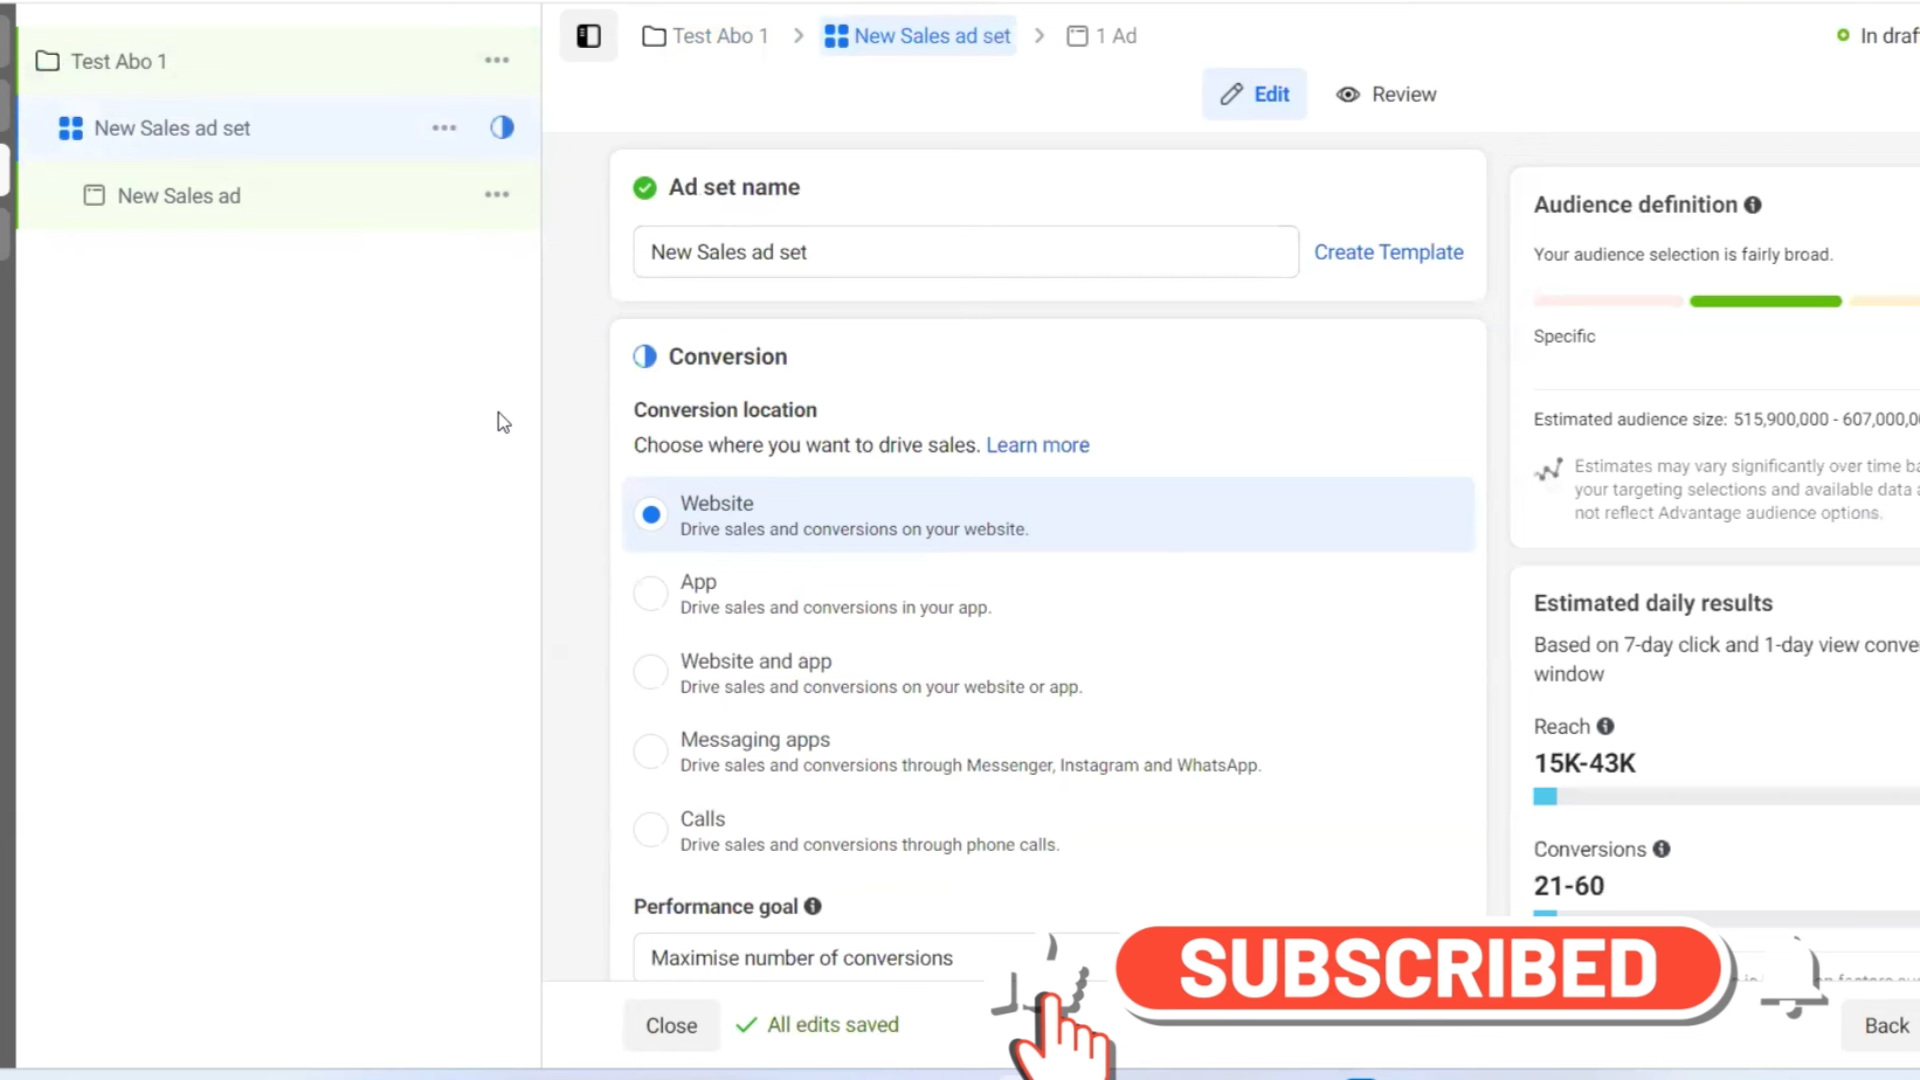 Test Abo 1
New Sales ad set
New Sales ad
Test Abo 1
New Sales ad set
1 Ad
Edit
Review
Ad set name
New Sales ad set
Create Template
Conversion
Conversion location
Choose where you want to drive sales. Learn more
Website
Drive sales and conversions on your website.
App
Drive sales and conversions in your app.
Website and app
Drive sales and conversions on your website or app.
Messaging apps
Drive sales and conversions through Messenger, Instagram and WhatsApp.
Calls
Drive sales and conversions through phone calls.
Performance goal
Maximise number of conversions
Close
All edits saved
In draf
Audience definition
Your audience selection is fairly broad.
Specific
Estimated audience size: 515,900,000 - 607,000,0
Estimates may vary significantly over time ba
your targeting selections and available data a
not reflect Advantage audience options.
Estimated daily results
Based on 7-day click and 1-day view conve
window
Reach
15K-43K
Conversions
21-60
SUBSCRIBED
Back